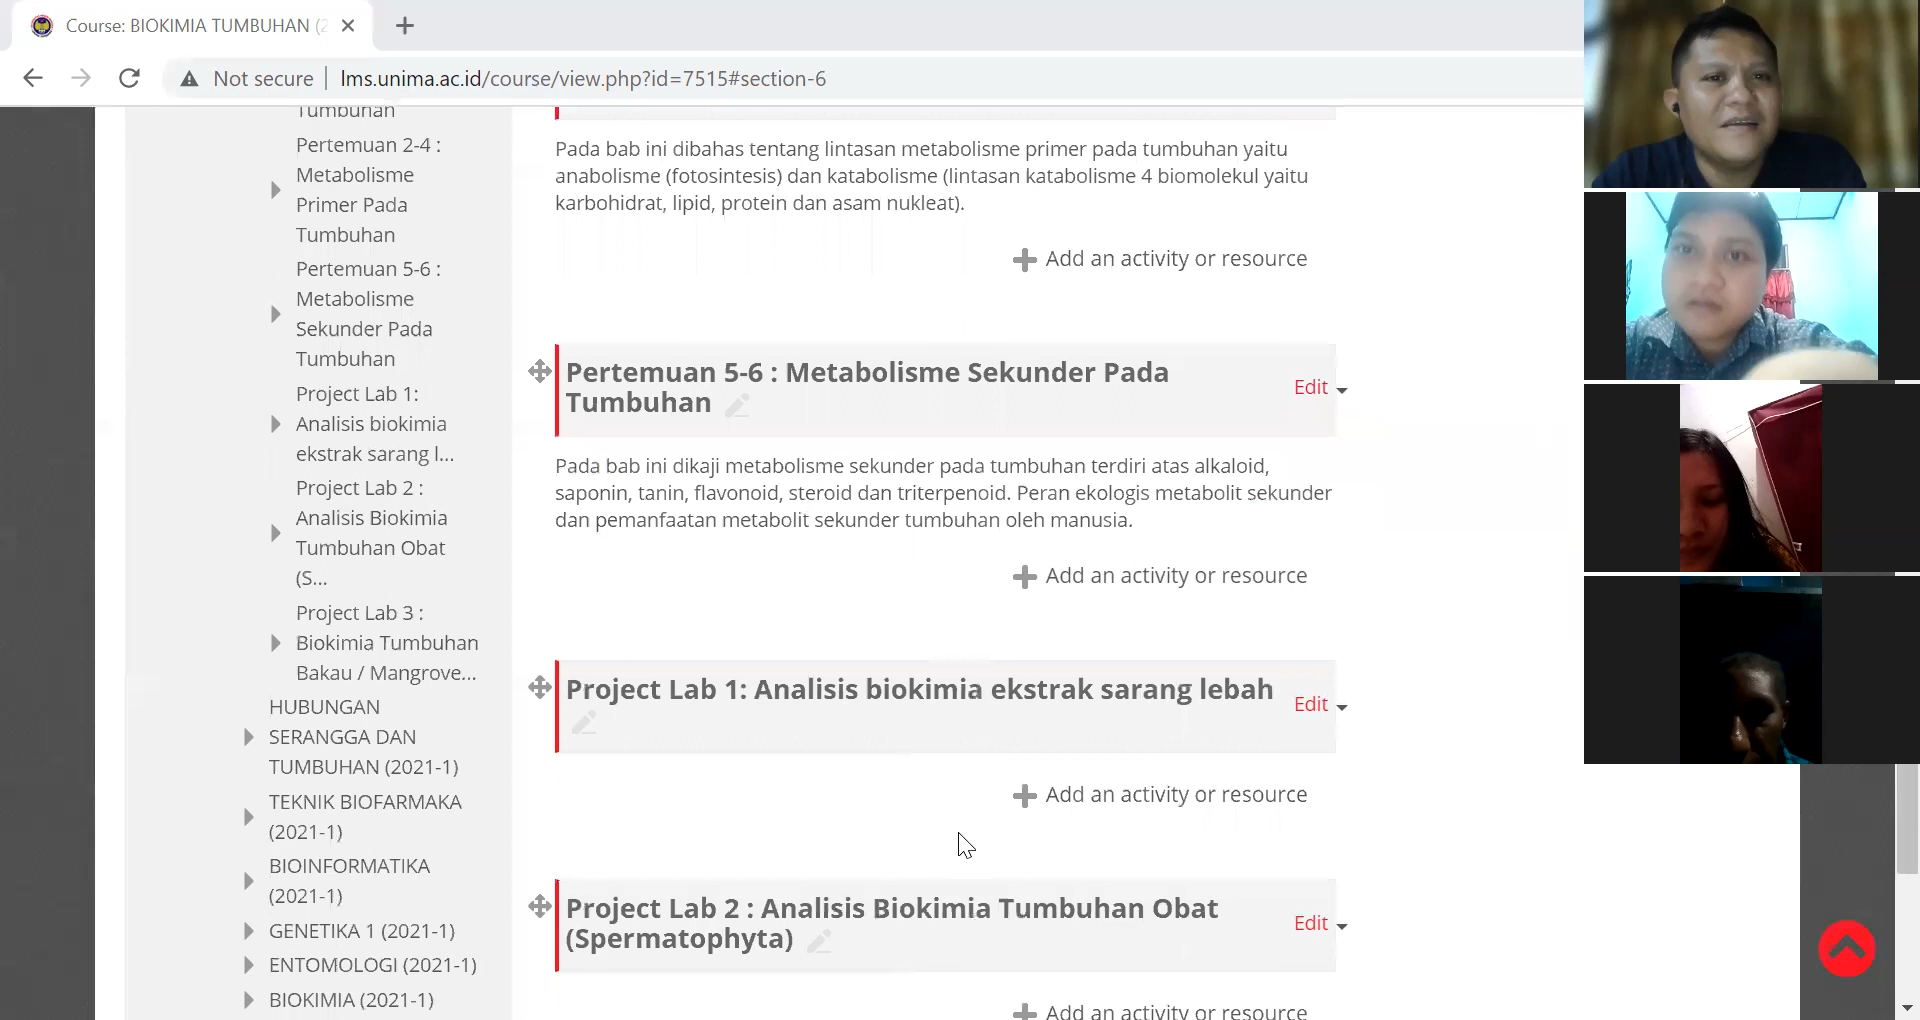 Course: BIOKIMIA TUMBUHAN (2
Not secure
lms.unima.ac.id/course/view.php?id=7515#section-6
Tumbuhan
Pertemuan 2-4 :
Metabolisme
Primer Pada
Tumbuhan
Pertemuan 5-6 :
Metabolisme
Sekunder Pada
Tumbuhan
Project Lab 1:
Analisis biokimia
ekstrak sarang l...
Project Lab 2 :
Analisis Biokimia
Tumbuhan Obat
(S...
Project Lab 3 :
Biokimia Tumbuhan
Bakau / Mangrove...
HUBUNGAN
SERANGGA DAN
TUMBUHAN (2021-1)
TEKNIK BIOFARMAKA
(2021-1)
BIOINFORMATIKA
(2021-1)
GENETIKA 1 (2021-1)
ENTOMOLOGI (2021-1)
BIOKIMIA (2021-1)
Pada bab ini dibahas tentang lintasan metabolisme primer pada tumbuhan yaitu
anabolisme (fotosintesis) dan katabolisme (lintasan katabolisme 4 biomolekul yaitu
karbohidrat, lipid, protein dan asam nukleat).
Add an activity or resource
Pertemuan 5-6 : Metabolisme Sekunder Pada
Tumbuhan
Edit
Pada bab ini dikaji metabolisme sekunder pada tumbuhan terdiri atas alkaloid,
saponin, tanin, flavonoid, steroid dan triterpenoid. Peran ekologis metabolit sekunder
dan pemanfaatan metabolit sekunder tumbuhan oleh manusia.
Add an activity or resource
Project Lab 1: Analisis biokimia ekstrak sarang lebah
Edit
Add an activity or resource
Project Lab 2 : Analisis Biokimia Tumbuhan Obat
(Spermatophyta)
Edit
Add an activity or resource